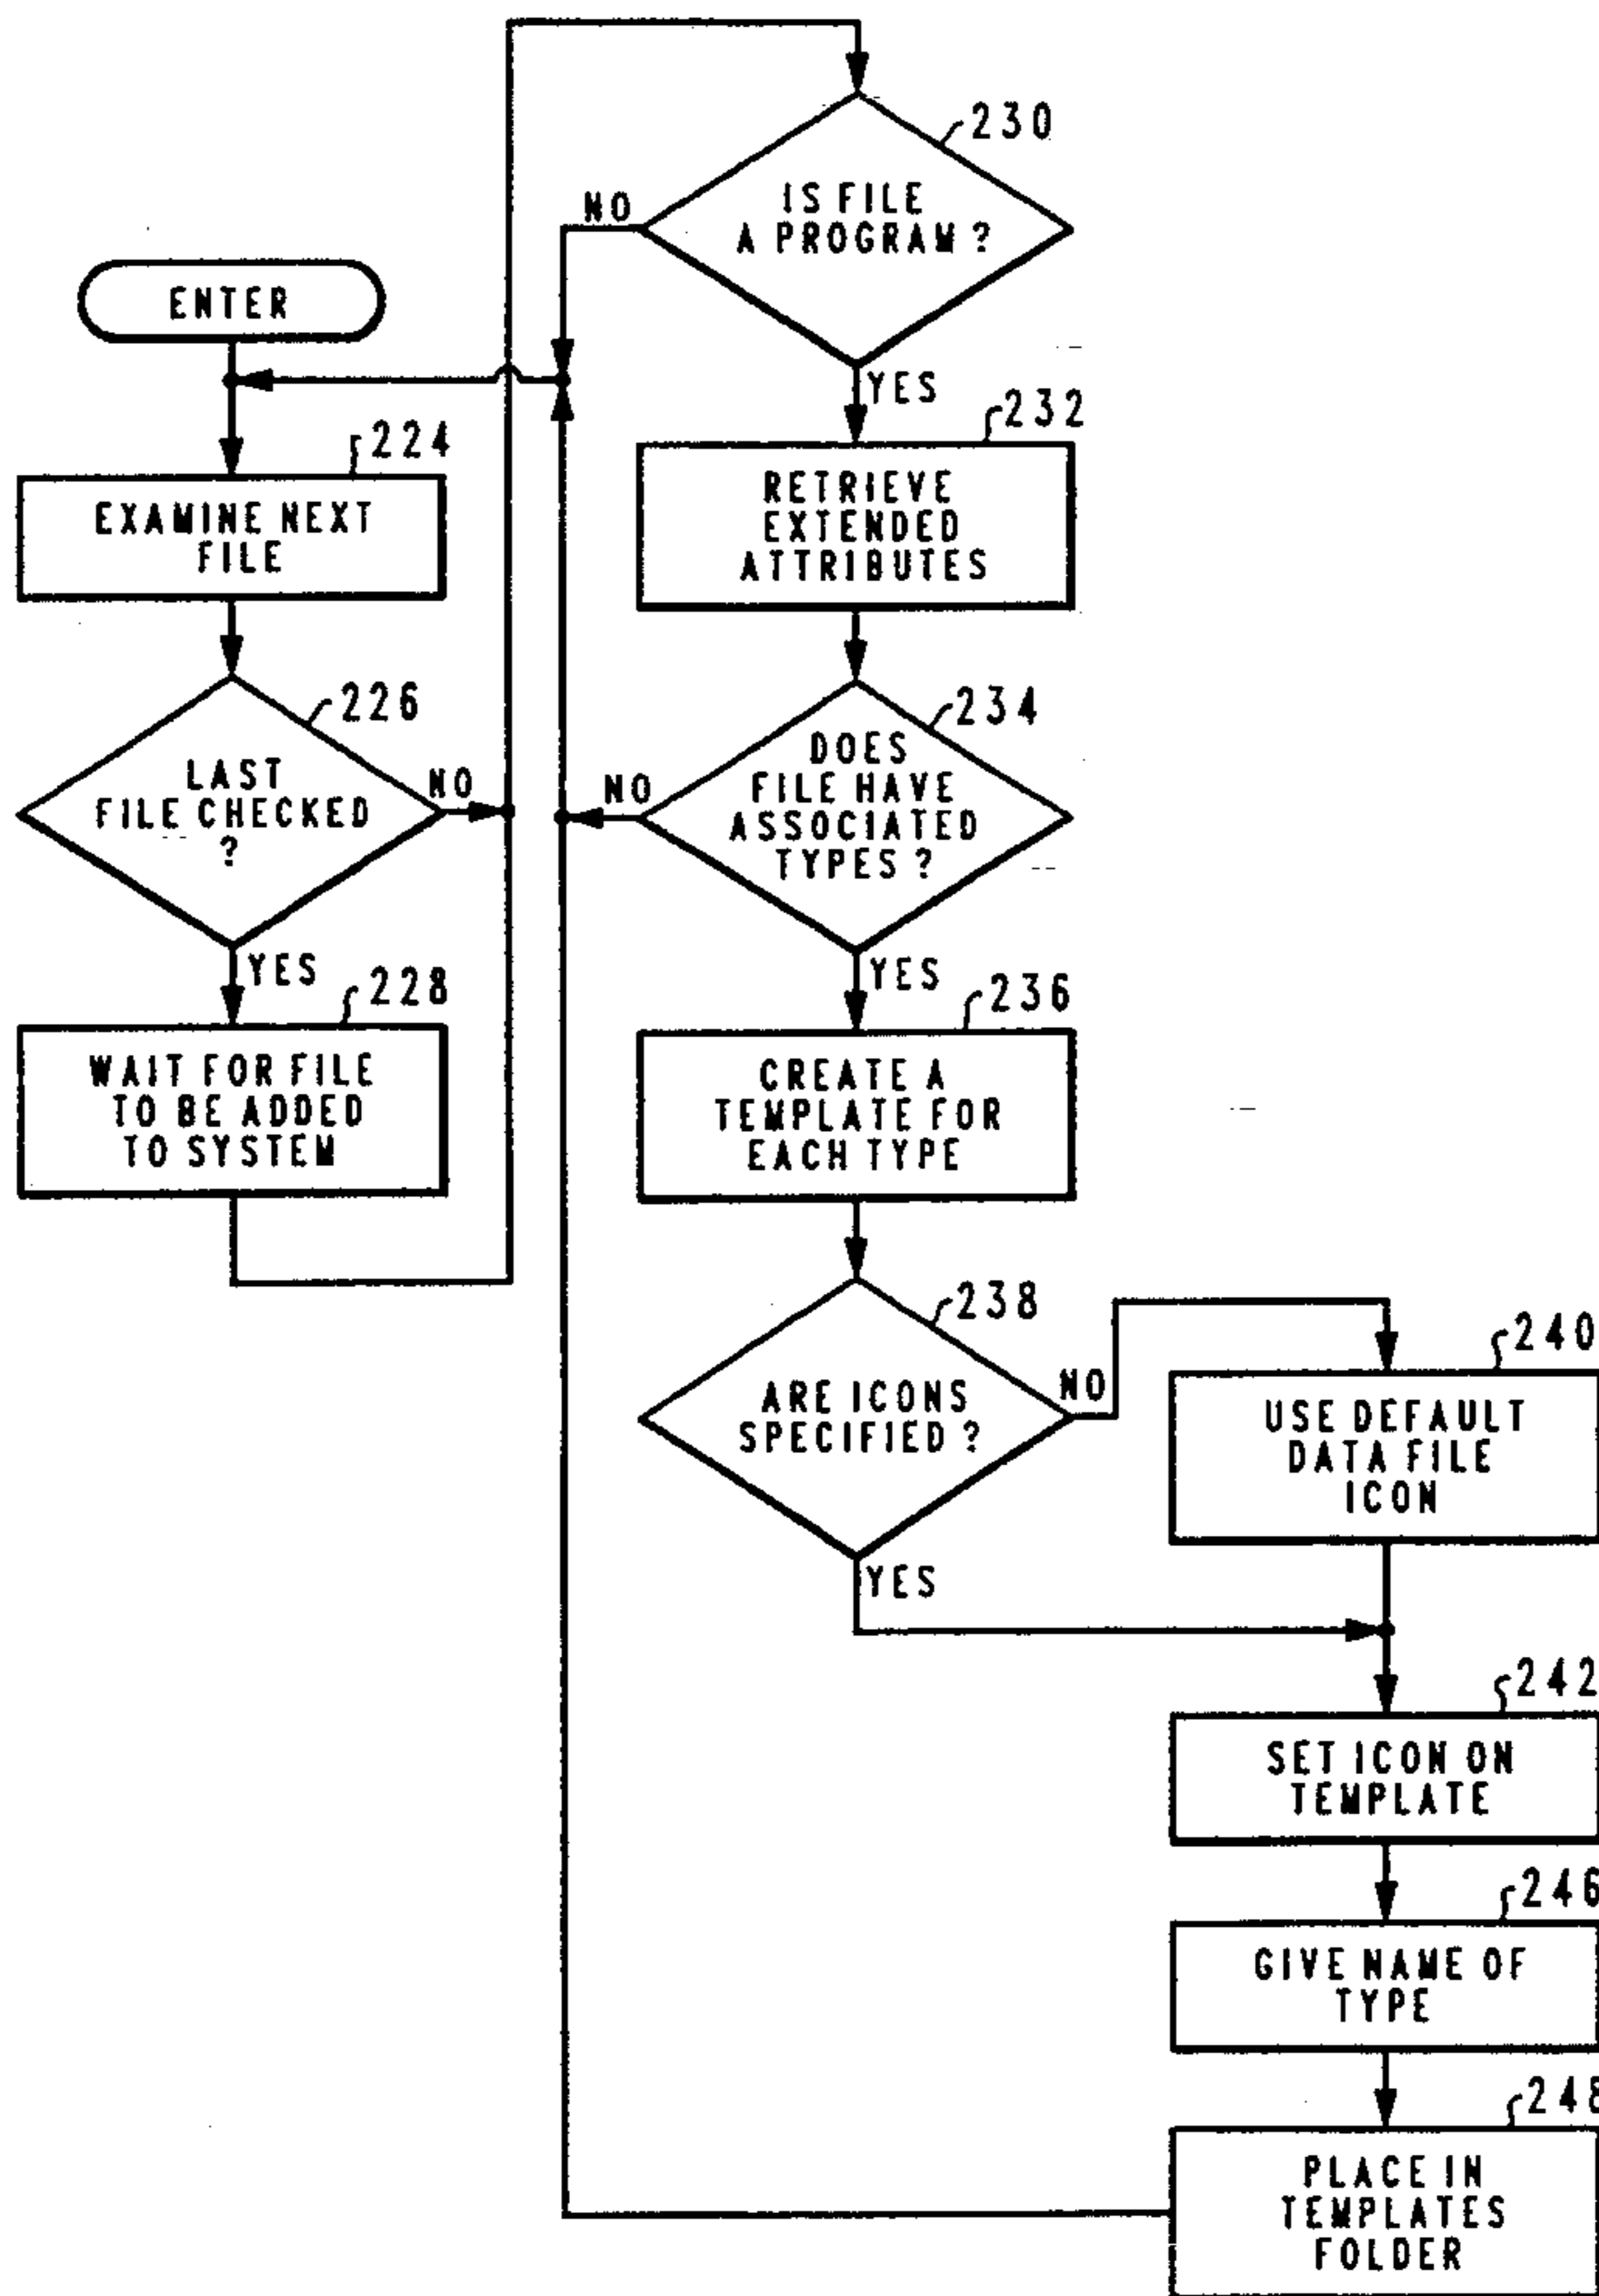 ENTER
224
EXAMINE NEXT
FILE
226
LAST
FILE CHECKED
?
NO
YES
228
WAIT FOR FILE
TO BE ADDED
TO SYSTEM
230
IS FILE
A PROGRAM ?
NO
YES
232
RETRIEVE
EXTENDED
ATTRIBUTES
234
DOES
FILE HAVE
ASSOCIATED
TYPES ?
NO
YES
236
CREATE A
TEMPLATE FOR
EACH TYPE
238
ARE ICONS
SPECIFIED ?
NO
YES
240
USE DEFAULT
DATA FILE
ICON
242
SET ICON ON
TEMPLATE
246
GIVE NAME OF
TYPE
248
PLACE IN
TEMPLATES
FOLDER